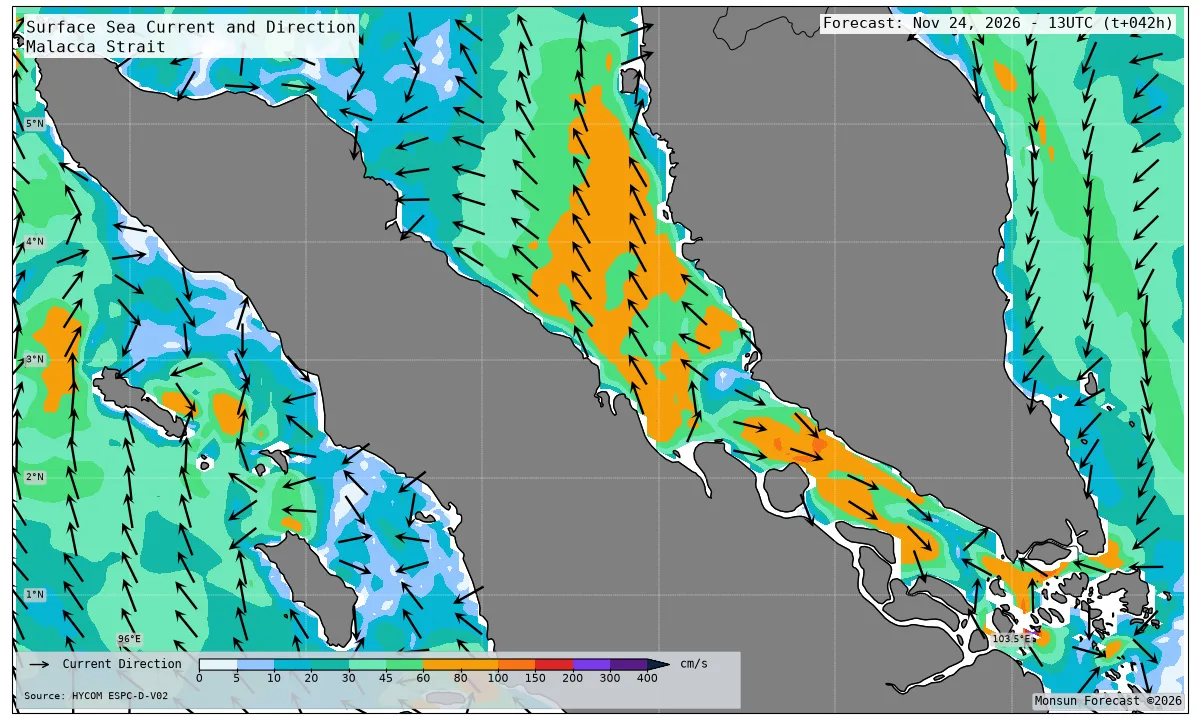 Surface Sea Current and Direction
Malacca Strait
Forecast: Nov 24, 2026 - 13UTC (t+042h)
5°N
4°N
3°N
2°N
1°N
96°E
103.5°E
Current Direction
0 5 10 20 30 45 60 80 100 150 200 300 400
cm/s
Source: HYCOM ESPC-D-V02
Monsun Forecast ©2026